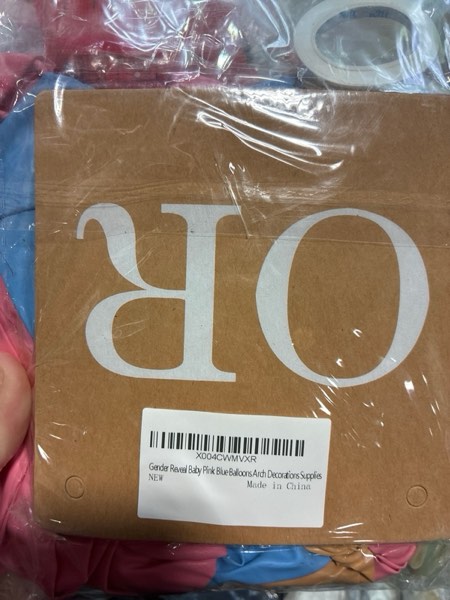 OR
X004CWMVXR
Gender Reveal Baby Pink Blue Balloons Arch Decorations Supplies
NEW
Made in China